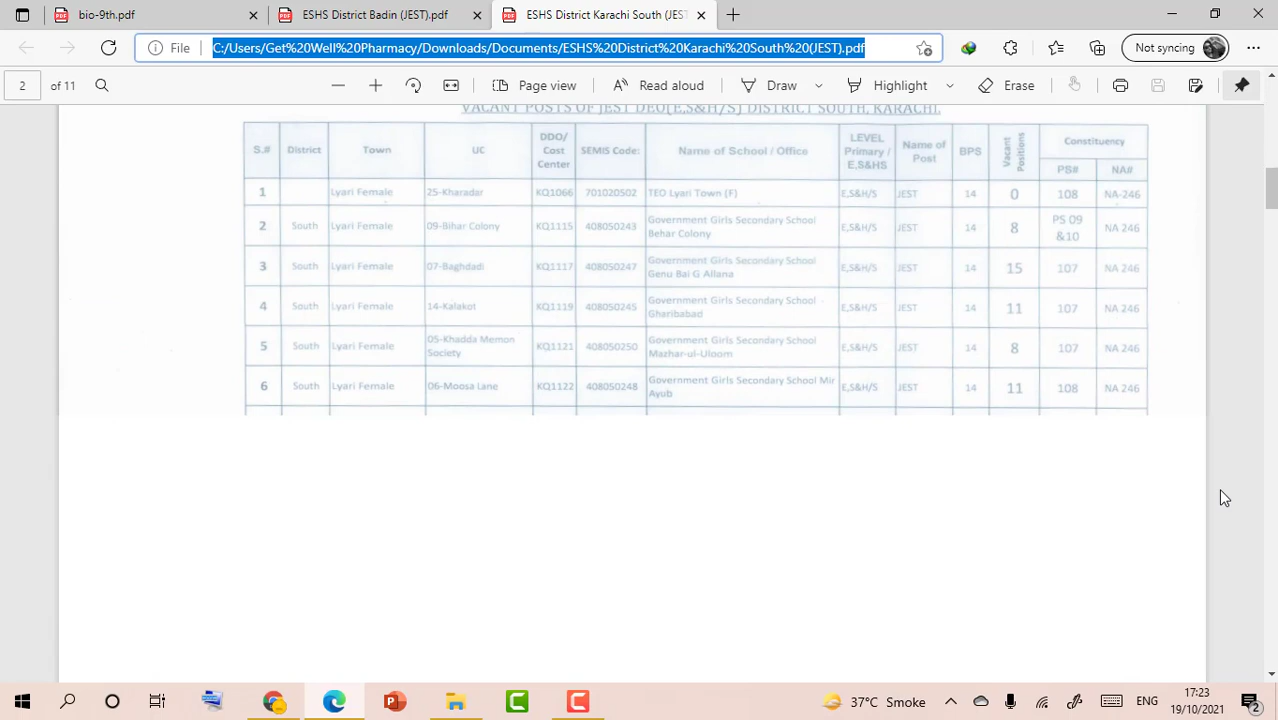 bio-9th.pdf
ESHS District Badin (JEST).pdf
ESHS District Karachi South (JEST
File
C:/Users/Get%20Well%20Pharmacy/Downloads/Documents/ESHS%20District%20Karachi%20South%20(JEST).pdf
Not syncing
2 of 11
Page view
Read aloud
Draw
Highlight
Erase
VACANT POSTS OF JEST DEO(E,S&H/S) DISTRICT SOUTH, KARACHI.
S.# District Town UC DDO/ Cost Center SEMIS Code: Name of School / Office LEVEL Primary / E,S&HS Name of Post BPS Vacant Positions Constituency
PS# NA#
1 Lyari Female 25-Kharadar KQ1066 701020502 TEO Lyari Town (F) E,S&H/S JEST 14 0 108 NA-246
2 South Lyari Female 09-Bihar Colony KQ1115 408050243 Government Girls Secondary School Behar Colony E,S&H/S JEST 14 8 PS 09 &10 NA 246
3 South Lyari Female 07-Baghdadi KQ1117 408050247 Government Girls Secondary School Genu Bai G Allana E,S&H/S JEST 14 15 107 NA 246
4 South Lyari Female 14-Kalakot KQ1119 408050245 Government Girls Secondary School Gharibabad E,S&H/S JEST 14 11 107 NA 246
5 South Lyari Female 05-Khadda Memon Society KQ1121 408050250 Government Girls Secondary School Mazhar-ul-Uloom E,S&H/S JEST 14 8 107 NA 246
6 South Lyari Female 06-Moosa Lane KQ1122 408050248 Government Girls Secondary School Mir Ayub E,S&H/S JEST 14 11 108 NA 246
37°C Smoke
ENG
17:23
19/10/2021
2